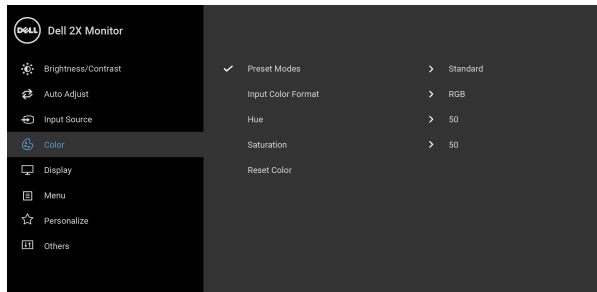 DELL Dell 2X Monitor
Brightness/Contrast
Auto Adjust
Input Source
Color
Display
Menu
Personalize
Others
Preset Modes Standard
Input Color Format RGB
Hue 50
Saturation 50
Reset Color